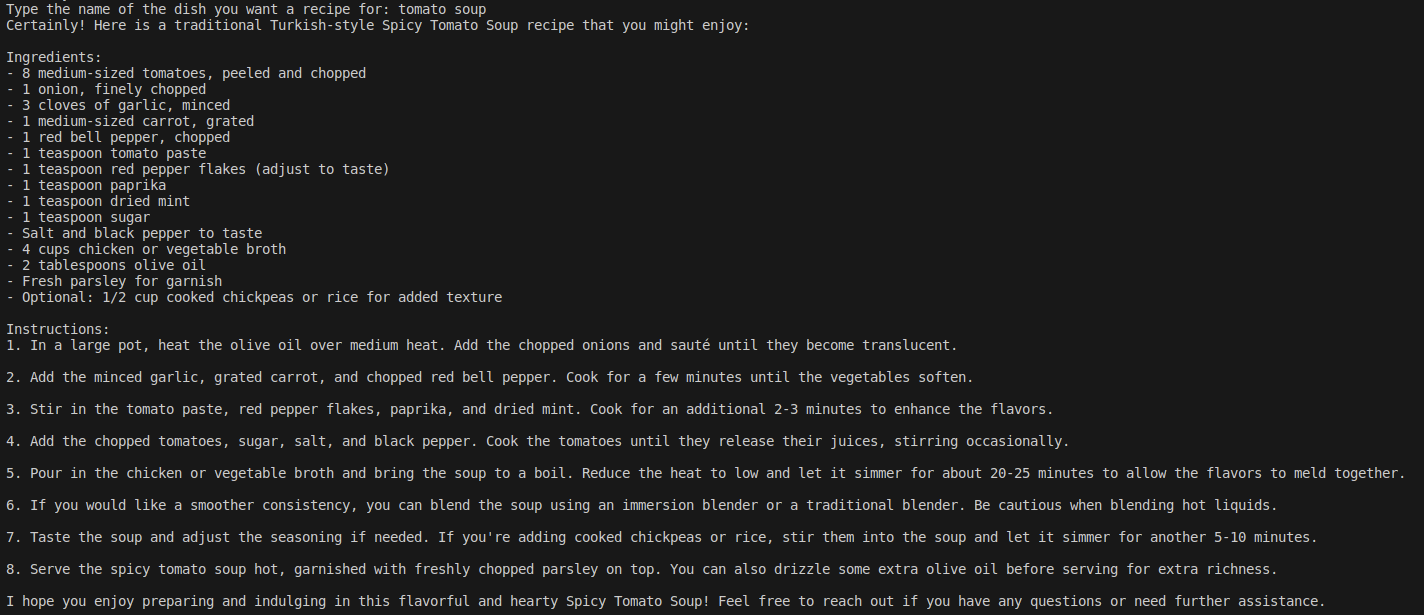 Type the name of the dish you want a recipe for: tomato soup
Certainly! Here is a traditional Turkish-style Spicy Tomato Soup recipe that you might enjoy:

Ingredients:
- 8 medium-sized tomatoes, peeled and chopped
- 1 onion, finely chopped
- 3 cloves of garlic, minced
- 1 medium-sized carrot, grated
- 1 red bell pepper, chopped
- 1 teaspoon tomato paste
- 1 teaspoon red pepper flakes (adjust to taste)
- 1 teaspoon paprika
- 1 teaspoon dried mint
- 1 teaspoon sugar
- Salt and black pepper to taste
- 4 cups chicken or vegetable broth
- 2 tablespoons olive oil
- Fresh parsley for garnish
- Optional: 1/2 cup cooked chickpeas or rice for added texture

Instructions:
1. In a large pot, heat the olive oil over medium heat. Add the chopped onions and sauté until they become translucent.

2. Add the minced garlic, grated carrot, and chopped red bell pepper. Cook for a few minutes until the vegetables soften.

3. Stir in the tomato paste, red pepper flakes, paprika, and dried mint. Cook for an additional 2-3 minutes to enhance the flavors.

4. Add the chopped tomatoes, sugar, salt, and black pepper. Cook the tomatoes until they release their juices, stirring occasionally.

5. Pour in the chicken or vegetable broth and bring the soup to a boil. Reduce the heat to low and let it simmer for about 20-25 minutes to allow the flavors to meld together.

6. If you would like a smoother consistency, you can blend the soup using an immersion blender or a traditional blender. Be cautious when blending hot liquids.

7. Taste the soup and adjust the seasoning if needed. If you're adding cooked chickpeas or rice, stir them into the soup and let it simmer for another 5-10 minutes.

8. Serve the spicy tomato soup hot, garnished with freshly chopped parsley on top. You can also drizzle some extra olive oil before serving for extra richness.

I hope you enjoy preparing and indulging in this flavorful and hearty Spicy Tomato Soup! Feel free to reach out if you have any questions or need further assistance.